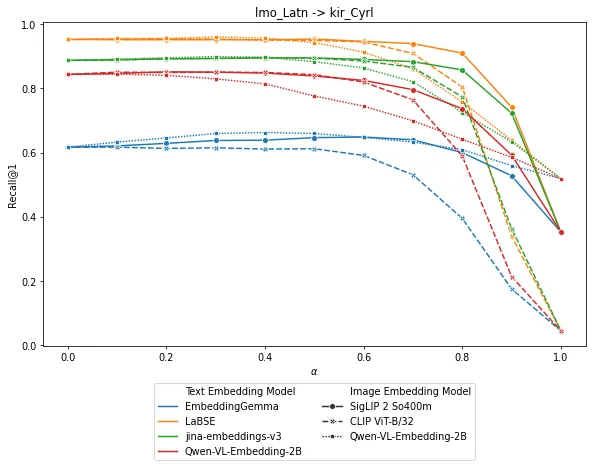 lmo_Latn -> kir_Cyrl
Recall@1
1.0
0.8
0.6
0.4
0.2
0.0
0.0 0.2 0.4 0.6 0.8 1.0
α
Text Embedding Model Image Embedding Model
EmbeddingGemma SigLIP 2 So400m
LaBSE CLIP ViT-B/32
jina-embeddings-v3 Qwen-VL-Embedding-2B
Qwen-VL-Embedding-2B